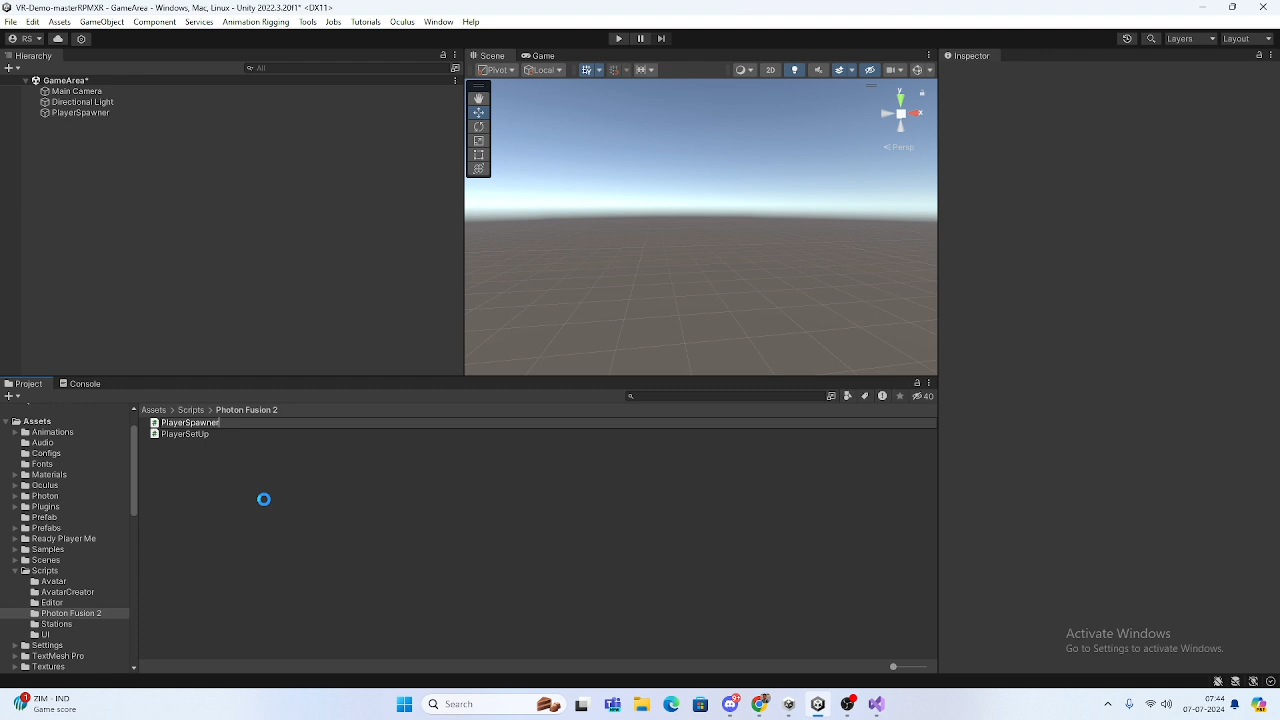 VR-Demo-masterRPMXR - GameArea - Windows, Mac, Linux - Unity 2022.3.20f1* <DX11>
File Edit Assets GameObject Component Services Animation Rigging Tools Jobs Tutorials Oculus Window Help
RS Layers Layout
Hierarchy Scene Game Inspector
All Pivot Local 2D
GameArea*
Main Camera
Directional Light
PlayerSpawner
y
x
Persp
Project Console
40
Assets > Scripts > Photon Fusion 2
PlayerSpawner
PlayerSetUp
Assets
Animations
Audio
Configs
Fonts
Materials
Oculus
Photon
Plugins
Prefab
Prefabs
Ready Player Me
Samples
Scenes
Scripts
Avatar
AvatarCreator
Editor
Photon Fusion 2
Stations
UI
Settings
TextMesh Pro
Textures
Activate Windows
Go to Settings to activate Windows.
1
ZIM - IND
Game score
Search
07:44
07-07-2024